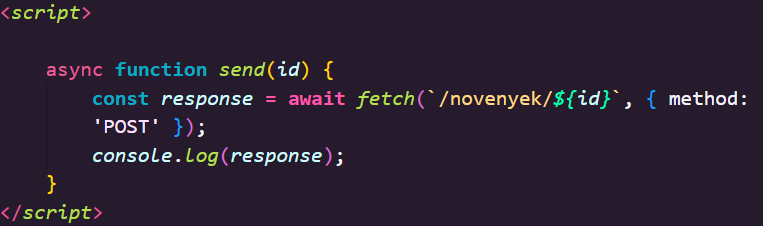 <script>
async function send(id) {
const response = await fetch(`/novenyek/${id}`, { method:
'POST' });
console.log(response);
}
</script>